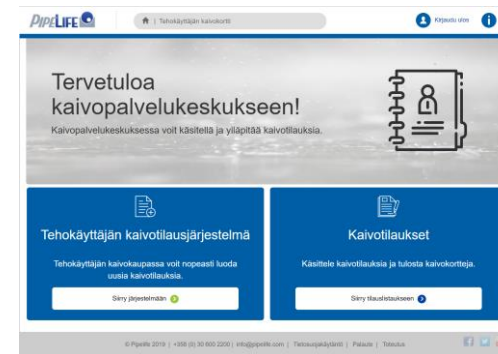 PIPELIFE
| Tehokäyttäjän kaivokortti
Kirjaudu ulos
Tervetuloa
kaivopalvelukeskukseen!
Kaivopalvelukeskuksessa voit käsitellä ja ylläpitää kaivotilauksia.
Tehokäyttäjän kaivotilausjärjestelmä
Tehokäyttäjän kaivokaupassa voit nopeasti luoda
uusia kaivotilauksia.
Siirry järjestelmään
Kaivotilaukset
Käsittele kaivotilauksia ja tulosta kaivokortteja.
Siirry tilauslistaukseen
© Pipelife 2019 | +358 (0) 30 600 2200 | info@pipelife.com | Tietosuojakäytäntö | Palaute | Toteutus